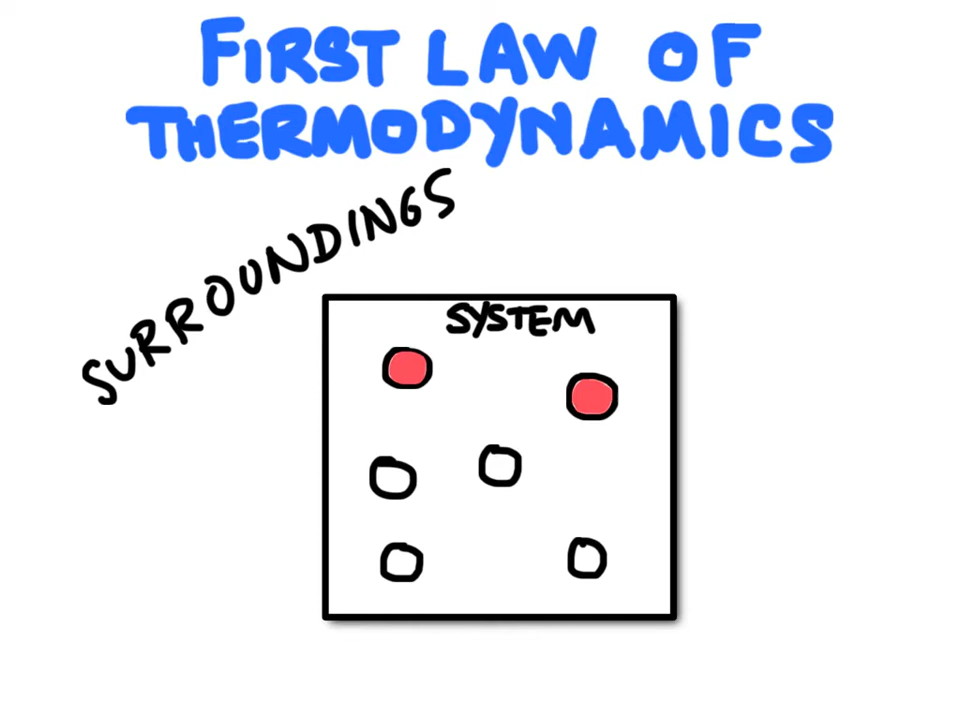 FIRST LAW OF
THERMODYNAMICS
SURROUNDINGS
SYSTEM